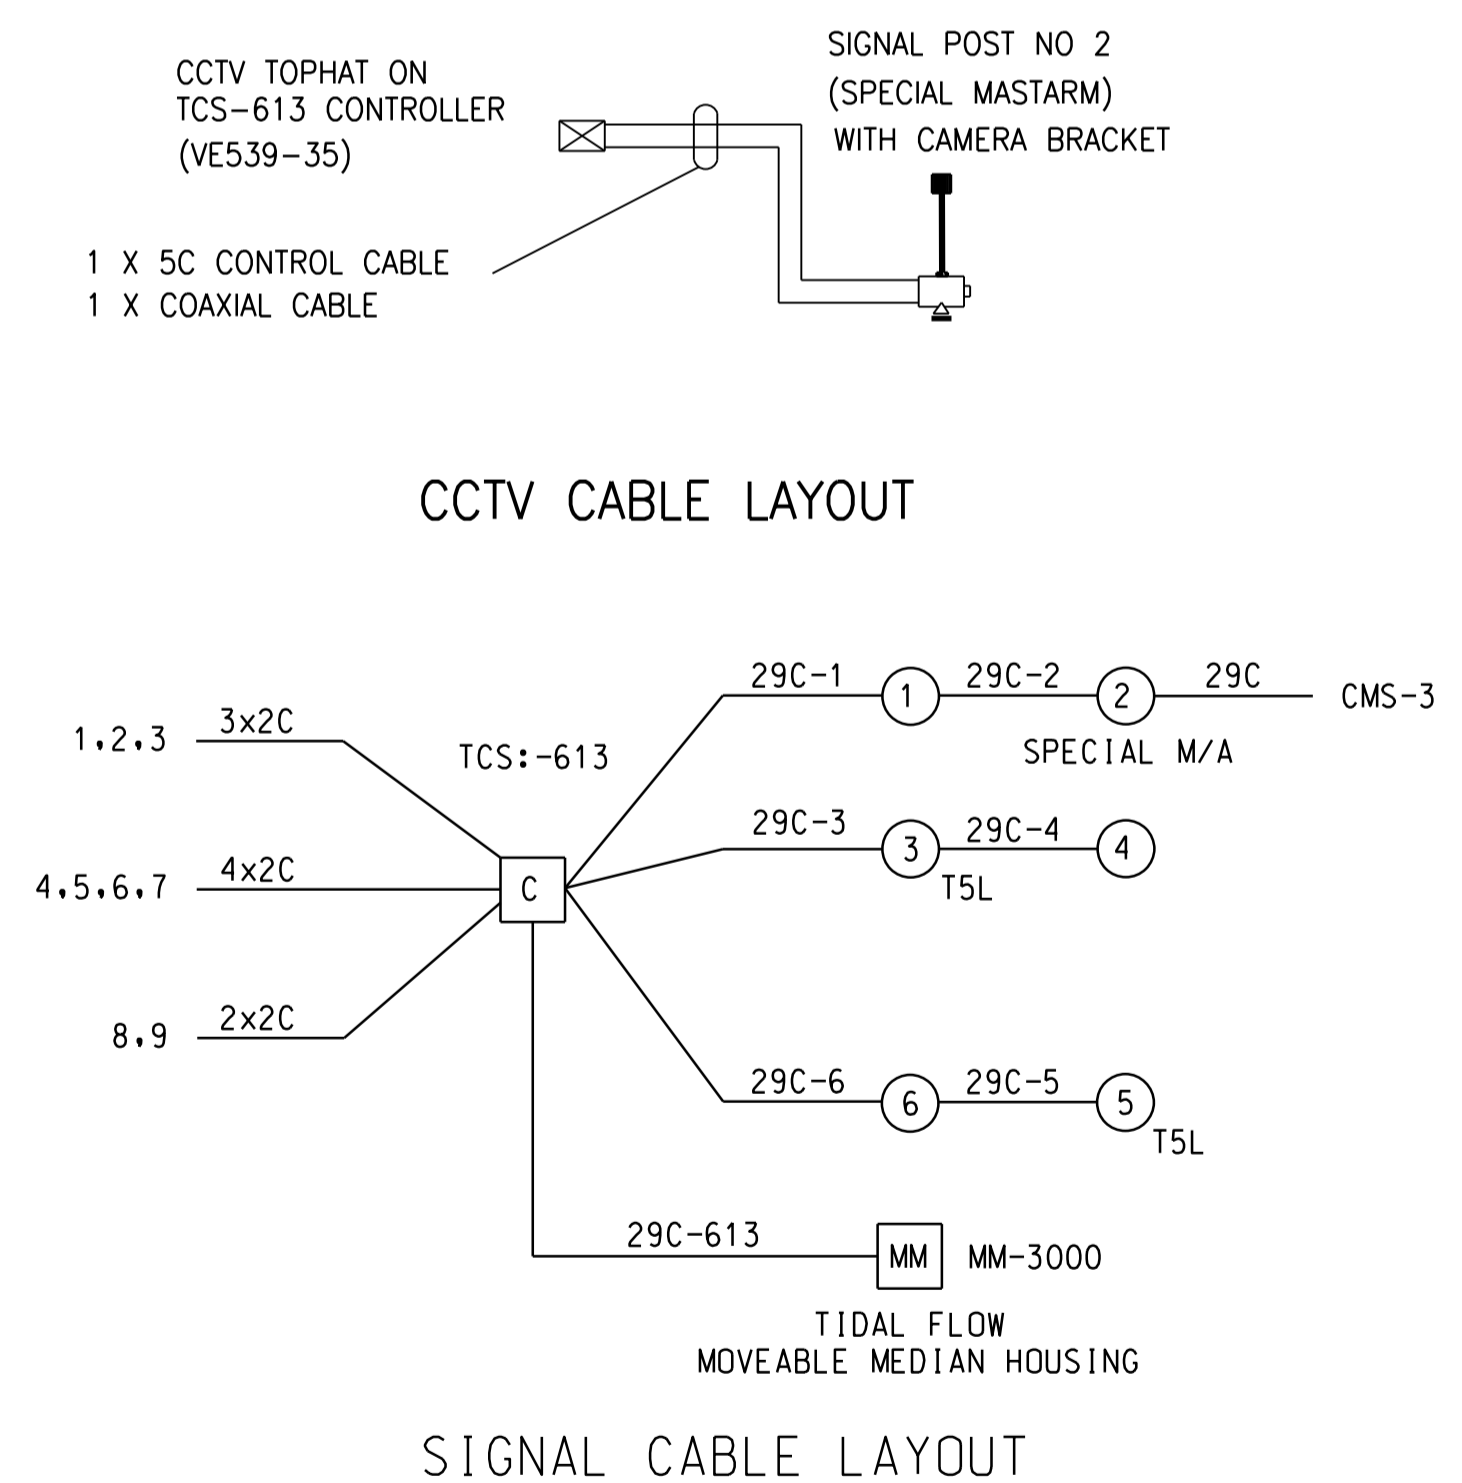 CCTV TOPHAT ON
TCS-613 CONTROLLER
(VE539-35)
SIGNAL POST NO 2
(SPECIAL MASTARM)
WITH CAMERA BRACKET
1 X 5C CONTROL CABLE
1 X COAXIAL CABLE
CCTV CABLE LAYOUT
29C-1
1
29C-2
2
29C
CMS-3
SPECIAL M/A
1.2.3
3x2C
TCS:-613
29C-3
3
29C-4
4
T5L
4.5.6.7
4x2C
C
8.9
2x2C
29C-6
6
29C-5
5
T5L
29C-613
MM
MM-3000
TIDAL FLOW
MOVEABLE MEDIAN HOUSING
SIGNAL CABLE LAYOUT